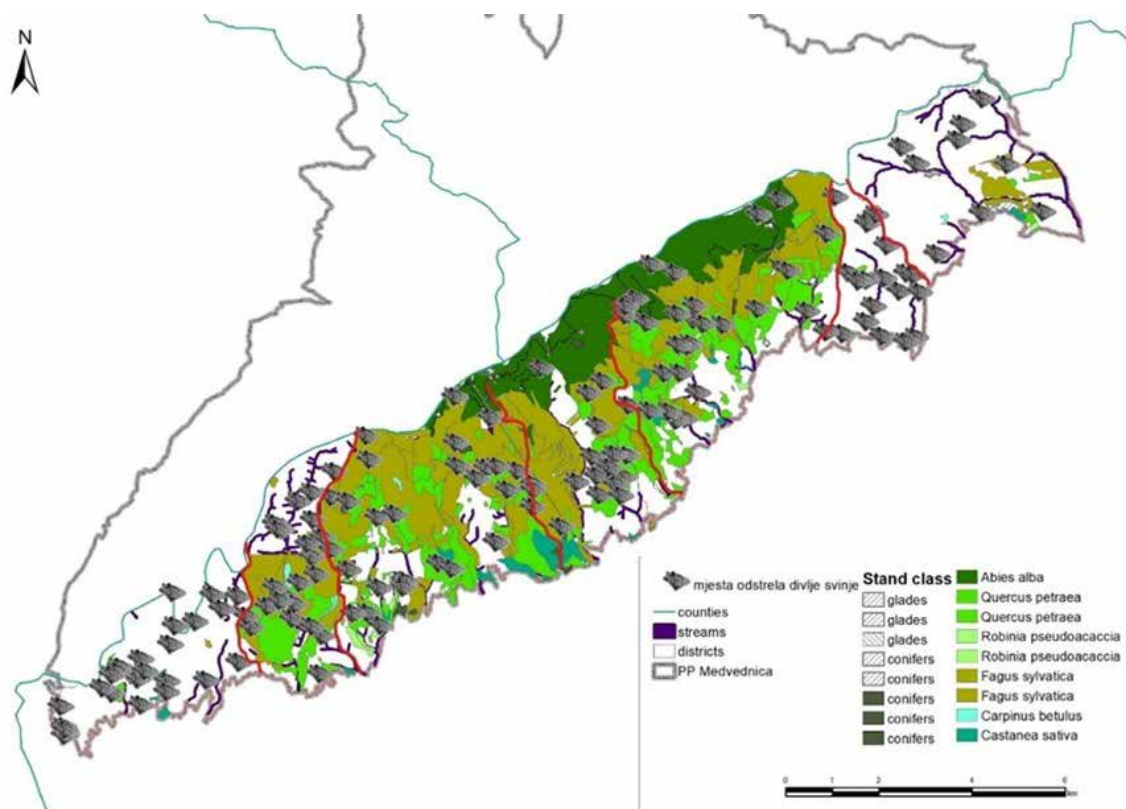 N
mjesta odstrela divlje svinje
counties
streams
districts
PP Medvednica
Stand class
glades
glades
glades
conifers
conifers
conifers
conifers
conifers
Abies alba
Quercus petraea
Quercus petraea
Robinia pseudoacaccia
Robinia pseudoacaccia
Fagus sylvatica
Fagus sylvatica
Carpinus betulus
Castanea sativa
0 1 2 4 6
km